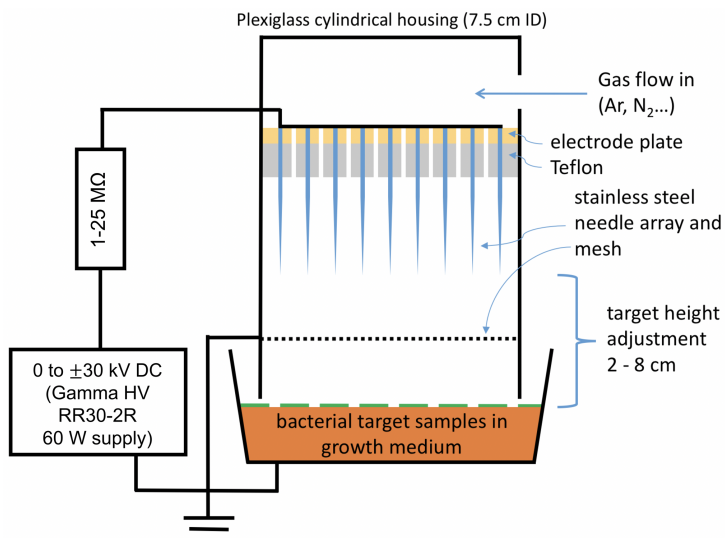 Plexiglass cylindrical housing (7.5 cm ID)
Gas flow in
(Ar, N₂...)
electrode plate
Teflon
stainless steel
needle array and
mesh
1-25 MΩ
target height
adjustment
2 - 8 cm
0 to ±30 kV DC
(Gamma HV
RR30-2R
60 W supply)
bacterial target samples in
growth medium